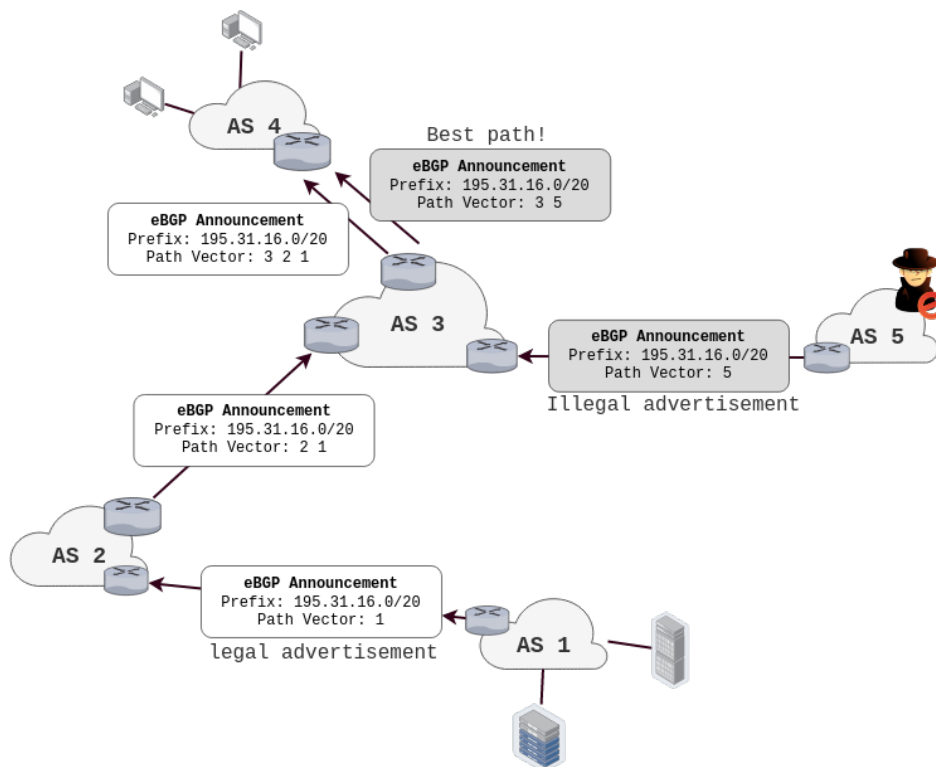 AS 4
Best path!
eBGP Announcement
Prefix: 195.31.16.0/20
Path Vector: 3 5
eBGP Announcement
Prefix: 195.31.16.0/20
Path Vector: 3 2 1
AS 3
AS 5
eBGP Announcement
Prefix: 195.31.16.0/20
Path Vector: 5
Illegal advertisement
eBGP Announcement
Prefix: 195.31.16.0/20
Path Vector: 2 1
AS 2
eBGP Announcement
Prefix: 195.31.16.0/20
Path Vector: 1
legal advertisement
AS 1